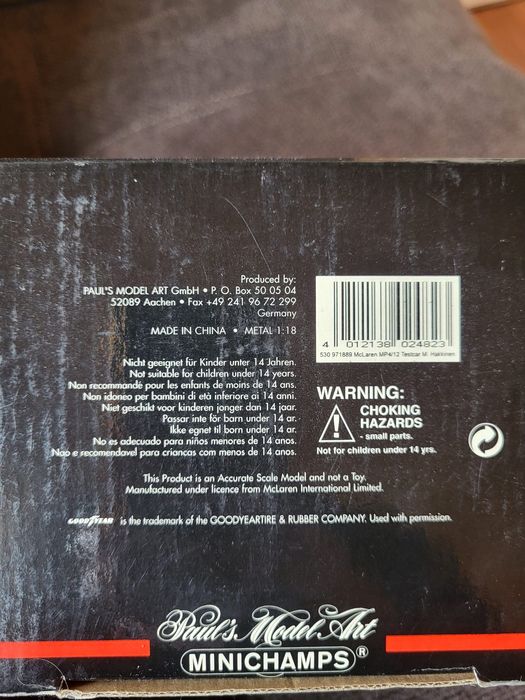 Produced by:
PAUL'S MODEL ART GmbH • P. O. Box 50 05 04
52089 Aachen • Fax +49 241 96 72 299
Germany
MADE IN CHINA • METAL 1:18
4 012138 024823
530 971889 McLaren MP4/12 Testcar M. Hakkinen
Nicht geeignet für Kinder unter 14 Jahren.
Not suitable for children under 14 years.
Non recommandé pour les enfants de moins de 14 ans.
Non idoneo per bambini di età inferiore ai 14 anni.
Niet geschikt voor kinderen jonger dan 14 jaar.
Passar inte för barn under 14 ar.
Ikke egnet til born under 14 ar.
No es adecuado para niños menores de 14 anos.
Nao e recomendavel para criancas com menos de 14 anos.
WARNING:
CHOKING
HAZARDS
- small parts.
Not for children under 14 yrs.
This Product is an Accurate Scale Model and not a Toy.
Manufactured under licence from McLaren International Limited.
GOODYEAR is the trademark of the GOODYEARTIRE & RUBBER COMPANY. Used with permission.
Paul's Model Art
MINICHAMPS®